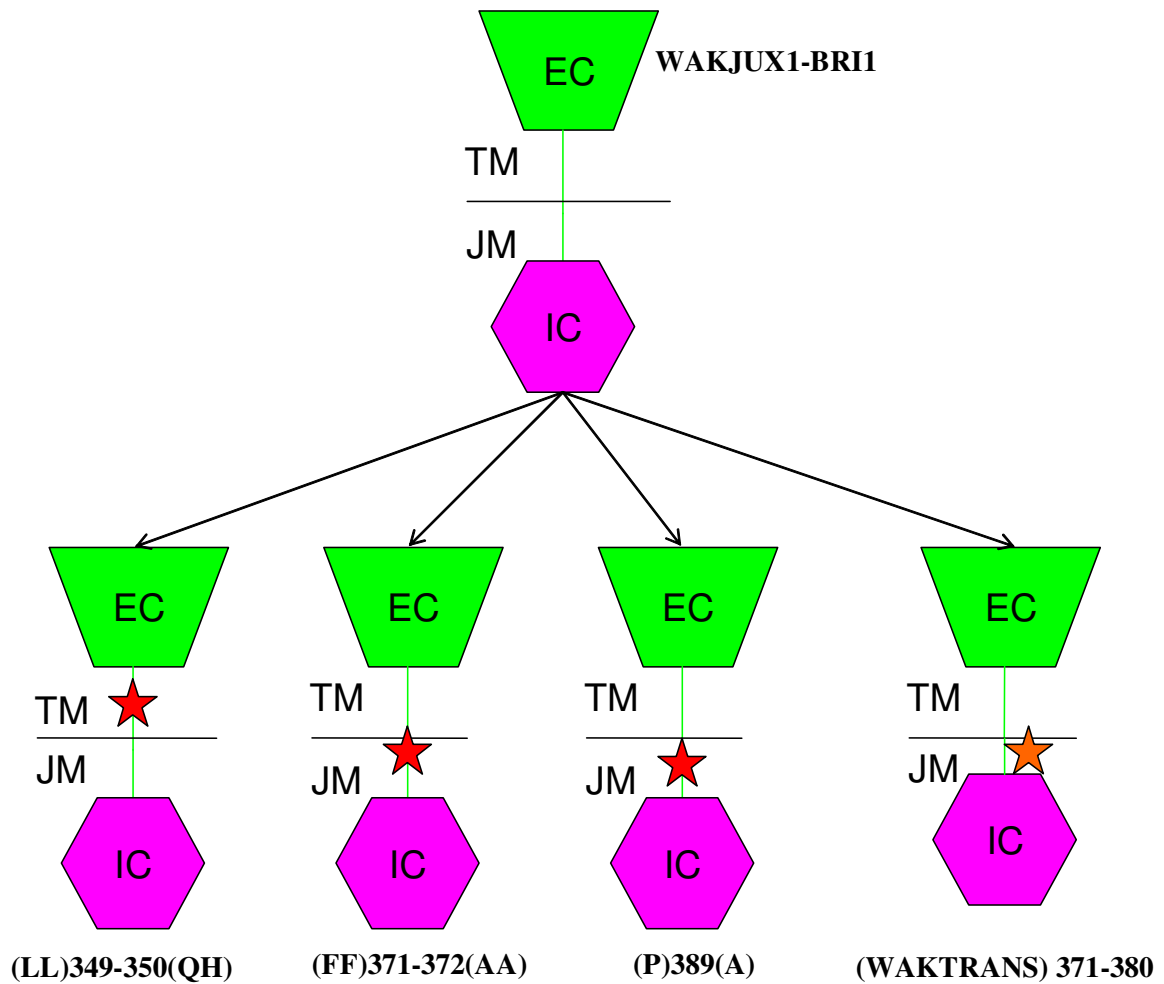 EC
WAKJUX1-BRI1
TM
JM
IC
EC
EC
EC
EC
TM
TM
TM
TM
JM
JM
JM
JM
IC
IC
IC
IC
(LL)349-350(QH)
(FF)371-372(AA)
(P)389(A)
(WAKTRANS) 371-380